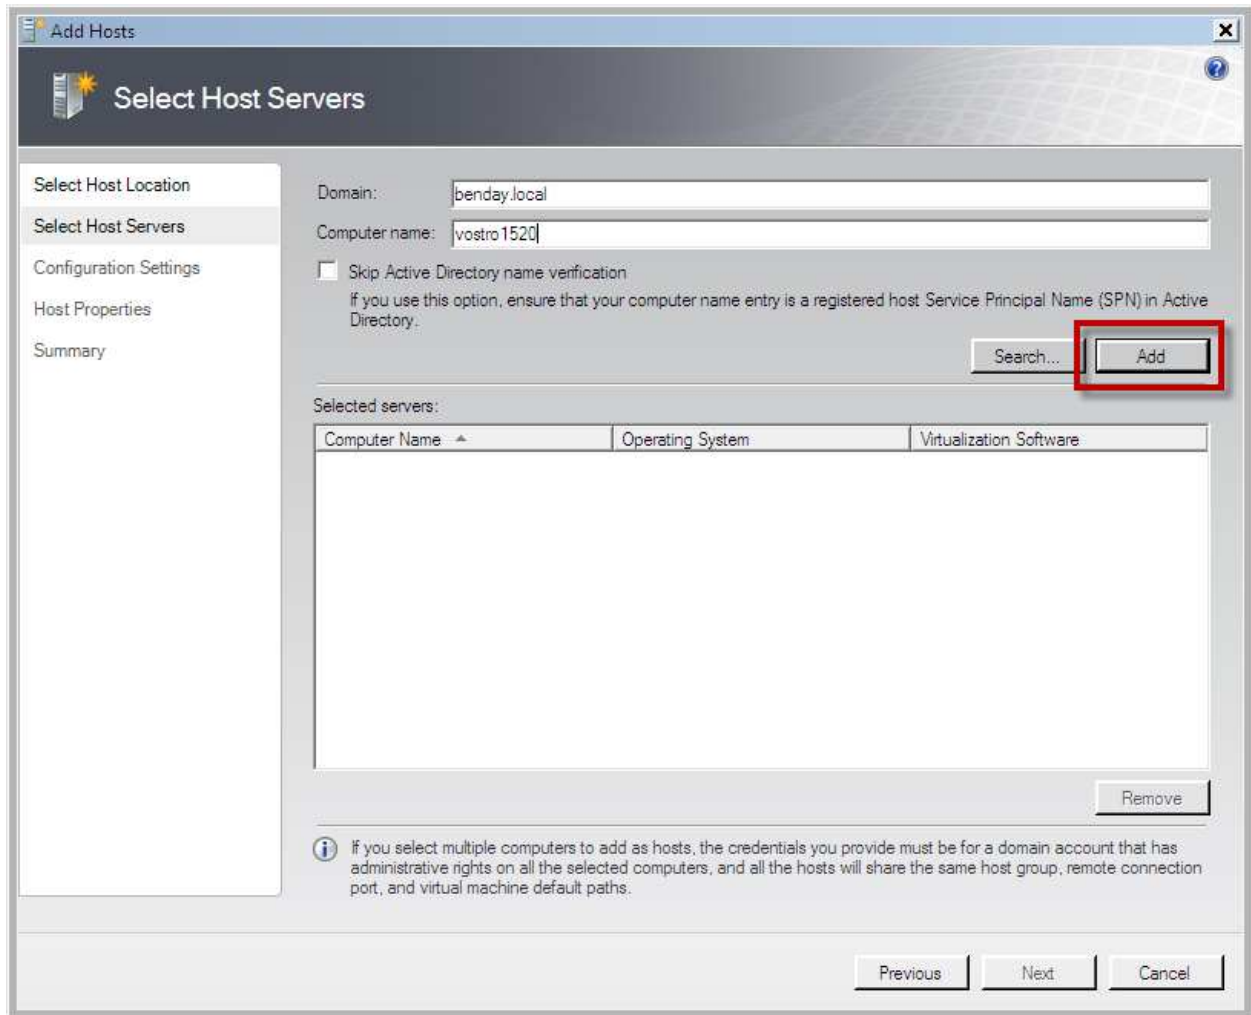 Add Hosts
Select Host Servers
Select Host Location
Select Host Servers
Configuration Settings
Host Properties
Summary
Domain: benday.local
Computer name: vostro1520
Skip Active Directory name verification
If you use this option, ensure that your computer name entry is a registered host Service Principal Name (SPN) in Active
Directory.
Search... Add
Selected servers:
Computer Name Operating System Virtualization Software
Remove
If you select multiple computers to add as hosts, the credentials you provide must be for a domain account that has
administrative rights on all the selected computers, and all the hosts will share the same host group, remote connection
port, and virtual machine default paths.
Previous Next Cancel